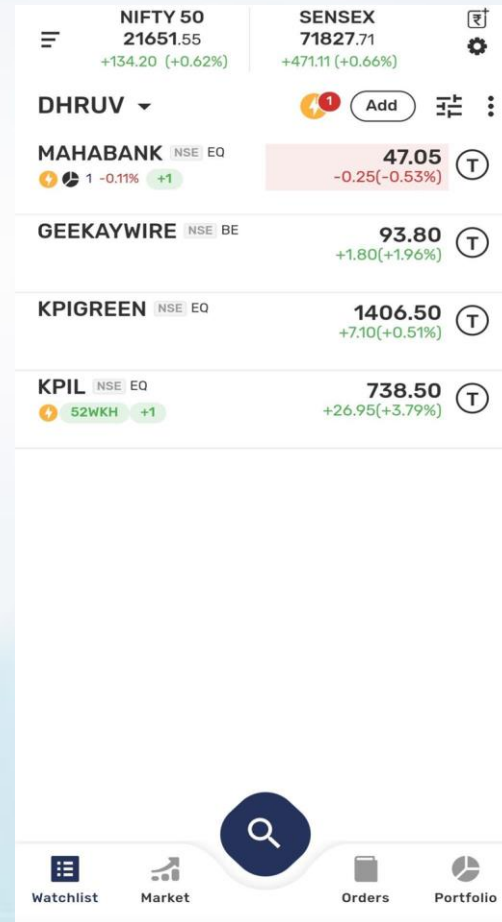 NIFTY 50
21651.55
+134.20 (+0.62%)
SENSEX
71827.71
+471.11 (+0.66%)
₹+
DHRUV
1
Add
MAHABANK NSE EQ
47.05
T
1 -0.11% +1
-0.25(-0.53%)
GEEKAYWIRE NSE BE
93.80
T
+1.80(+1.96%)
KPIGREEN NSE EQ
1406.50
T
+7.10(+0.51%)
KPIL NSE EQ
738.50
T
52WKH +1
+26.95(+3.79%)
Watchlist
Market
Orders
Portfolio